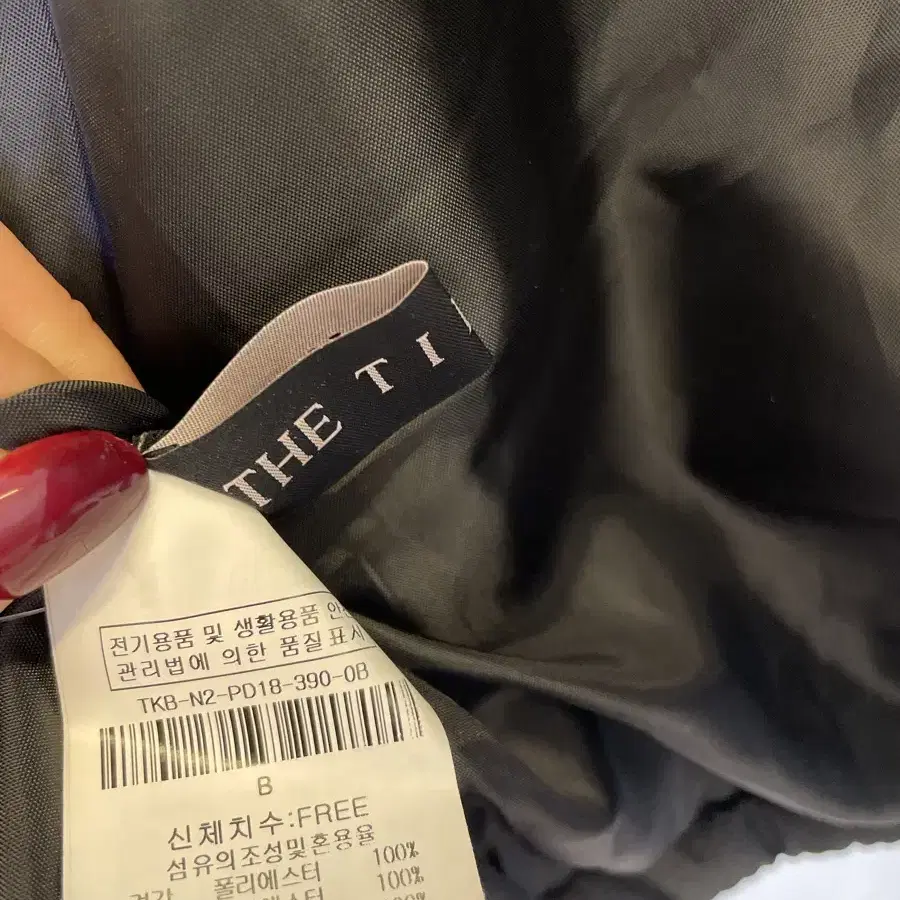 THE TI
전기용품 및 생활용품 안
관리법에 의한 품질 표시
TKB-N2-PD18-390-0B
B
신체치수:FREE
섬유의조성및혼용율
겉감 폴리에스터 100%
100%